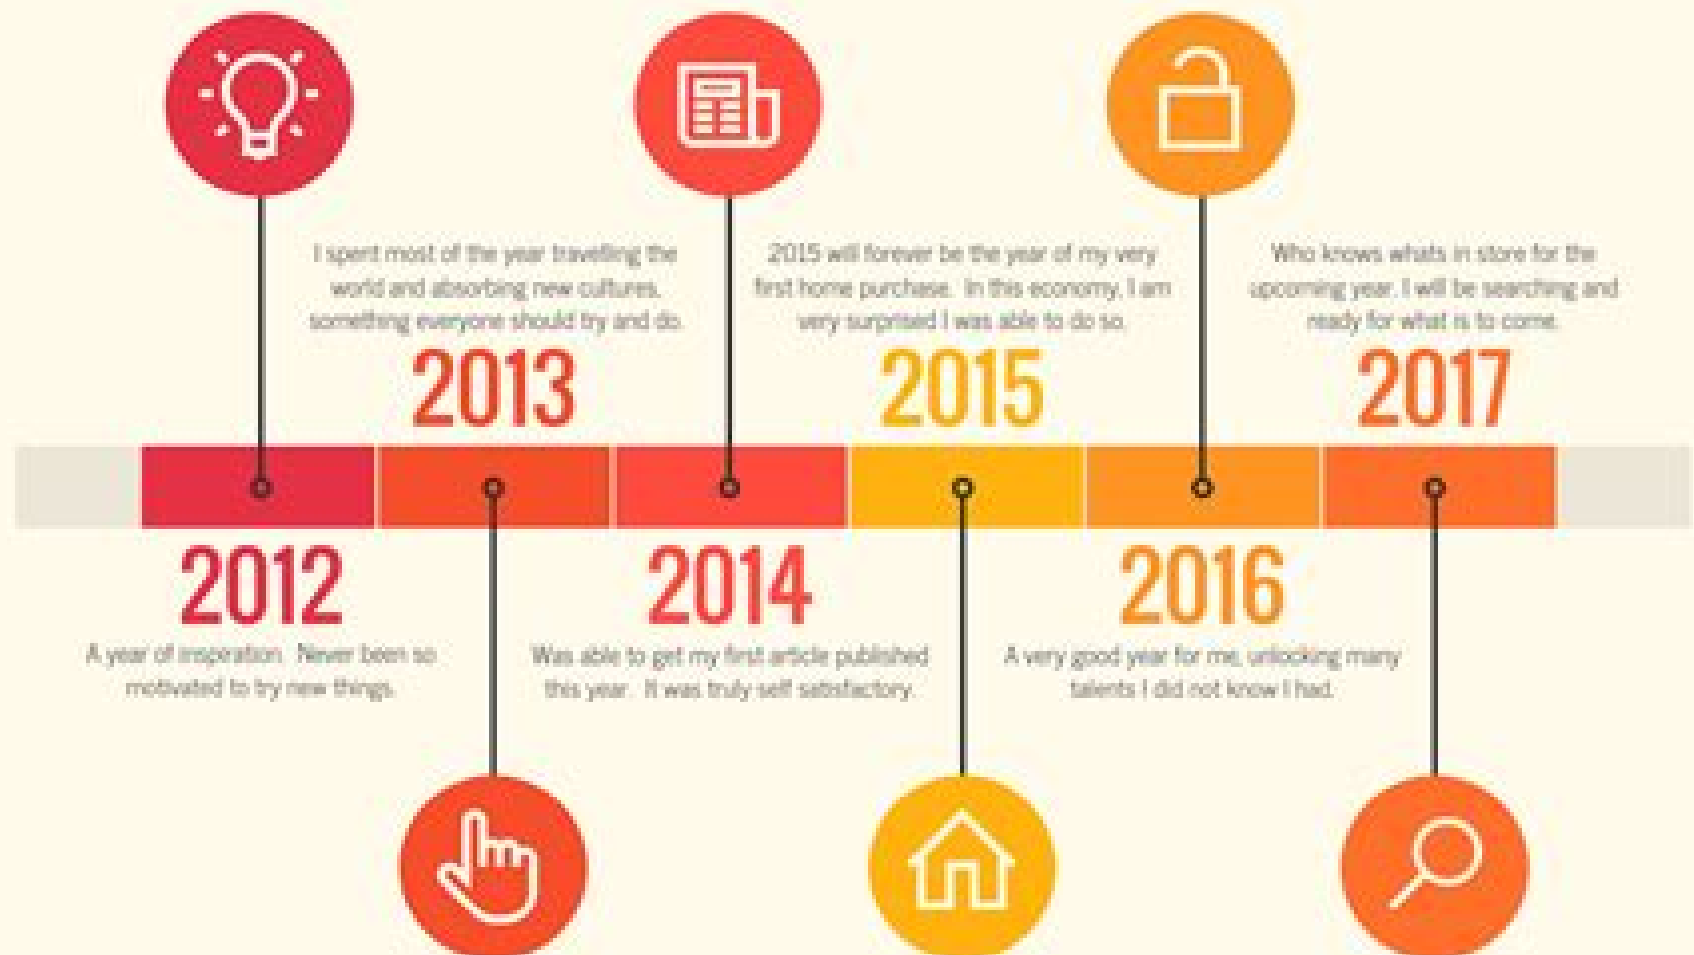 I spent most of the year travelling the
world and absorbing new cultures,
something everyone should try and do.
2013
2015 will forever be the year of my very
first home purchase. In this economy, I am
very surprised I was able to do so.
2015
Who knows whats in store for the
upcoming year. I will be searching and
ready for what is to come.
2017
2012
A year of inspiration. Never been so
motivated to try new things.
2014
Was able to get my first article published
this year. It was truly self satisfactory.
2016
A very good year for me, unlocking many
talents I did not know I had.